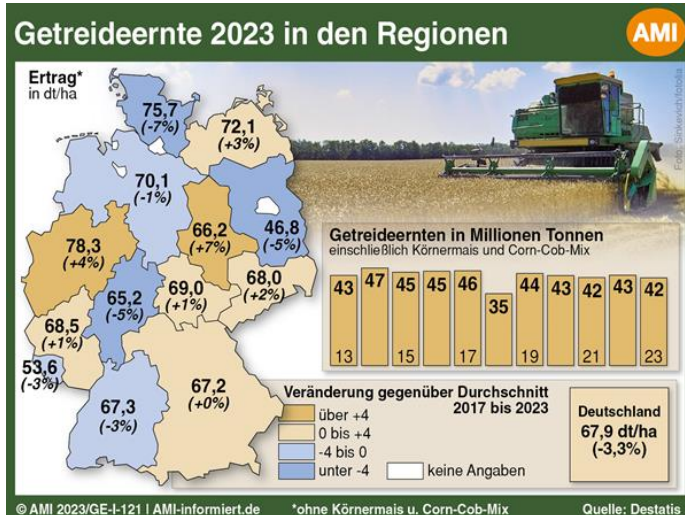 Getreideernte 2023 in den Regionen
AMI
Ertrag*
in dt/ha
75,7
(-7%)
72,1
(+3%)
70,1
(-1%)
66,2
(+7%)
46,8
(-5%)
78,3
(+4%)
65,2
(-5%)
69,0
(+1%)
68,0
(+2%)
68,5
(+1%)
53,6
(-3%)
67,3
(-3%)
67,2
(+0%)
Foto: Sinkevich/fotolia
Getreideernten in Millionen Tonnen
einschließlich Körnermais und Corn-Cob-Mix
43 47 45 45 46 35 44 43 42 43 42
13 15 17 19 21 23
Veränderung gegenüber Durchschnitt
2017 bis 2023
über +4
0 bis +4
-4 bis 0
unter -4
keine Angaben
Deutschland
67,9 dt/ha
(-3,3%)
© AMI 2023/GE-I-121 | AMI-informiert.de *ohne Körnermais u. Corn-Cob-Mix Quelle: Destatis